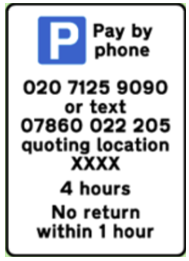 P Pay by
phone
020 7125 9090
or text
07860 022 205
quoting location
XXXX
4 hours
No return
within 1 hour